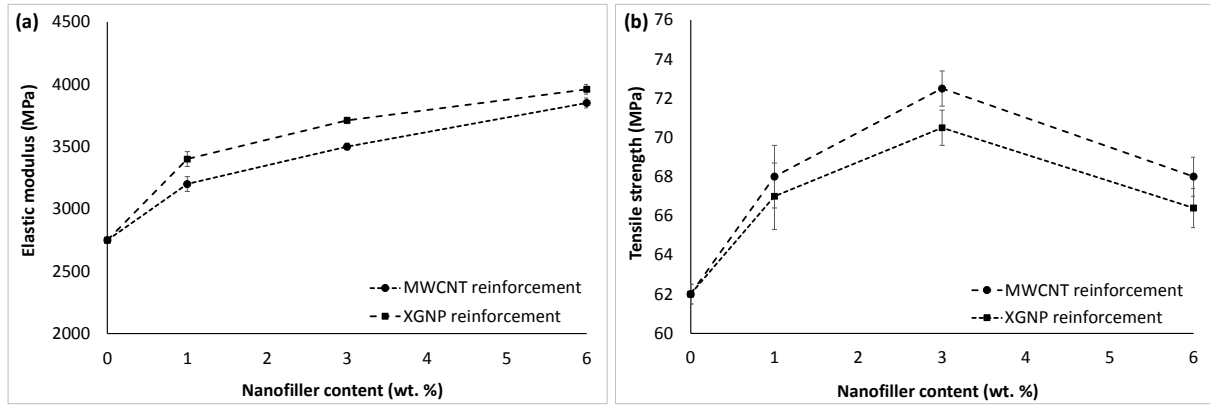 (a)
Elastic modulus (MPa)
4500
4000
3500
3000
2500
2000
MWCNT reinforcement
XGNP reinforcement
0 1 2 3 4 5 6
Nanofiller content (wt. %)
(b)
Tensile strength (MPa)
76
74
72
70
68
66
64
62
60
MWCNT reinforcement
XGNP reinforcement
0 1 2 3 4 5 6
Nanofiller content (wt. %)